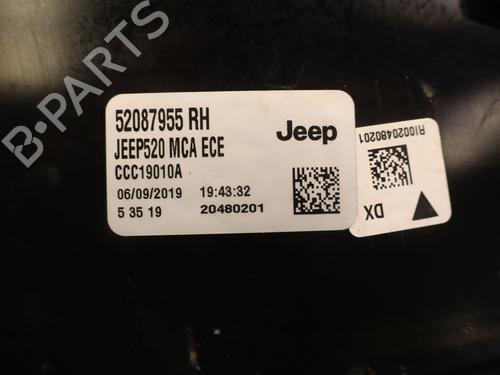 B-PARTS
52087955 RH
JEEP520 MCA ECE
CCC19010A
06/09/2019 19:43:32
5 35 19 20480201
Jeep
RI0020480201
DX